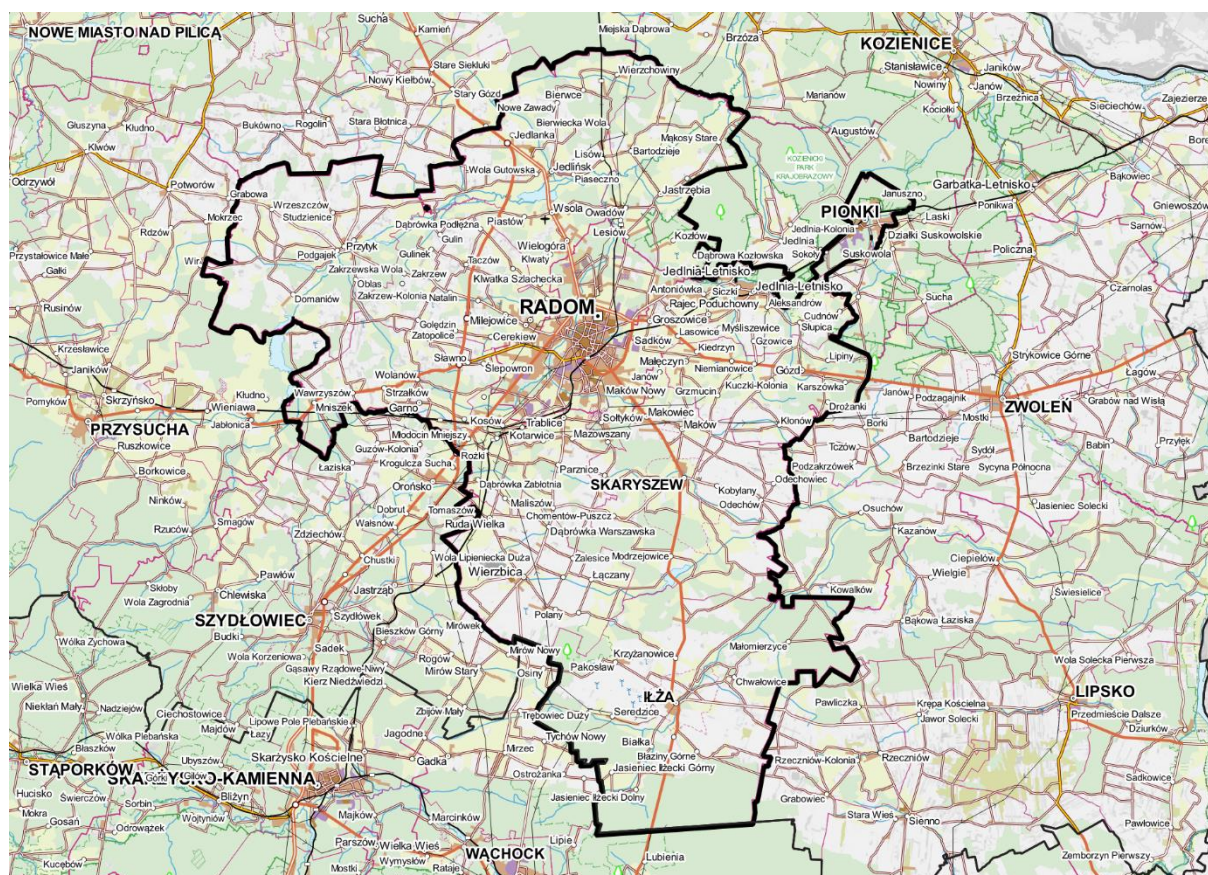 Sucha
Kamień
Miejska Dąbrowa
Brzóza
NOWE MIASTO NAD PILICĄ
KOZIENICE
Stare Siekluki
Wierzchowiny
Stanisławice
Janików
Nowy Kiełbów
Nowiny
Janów
Stary Gózd
Bierwce
Marianów
Brzeźnica
Kociołki
Sieciechów
Zajezierze
Nowe Zawady
Głuszyna
Kłudno
Bukówno
Rogolin
Stara Błotnica
Bierwiecka Wola
Augustów
Klwów
Jedlanka
Mąkosy Stare
Lisów
Bartodzieje
KOZIENICKI
PARK
KRAJOBRAZOWY
Odrzywół
Potworów
Wola Gutowska
Jedlińsk
Piaseczno
Jastrzębia
Garbatka-Letnisko
Bąkowiec
Grabowa
Januszno
Wrzeszczów
Studzienice
Mokrzec
Rdzów
Dąbrówka Podłężna
Piastów
Wsola
Owadów
Lesiów
PIONKI
Laski
Ponikwa
Gniewoszów
Jedlnia-Kolonia
Działki Suskowolskie
Sarnów
Gulin
Wielogóra
Kozłów
Jedlnia
Przytyk
Klwaty
Sokoły
Suskowola
Policzna
Przystałowice Małe
Podgajek
Gulinek
Dąbrowa Kozłowska
Gałki
Taczów
Zakrzewska Wola
Zakrzew
Klwatka Szlachecka
Jedlnia-Letnisko
Oblas
Antoniówka
Siczki
Jedlnia-Letnisko
Czarnolas
Domaniów
Zakrzew-Kolonia
Natalin
RADOM
Rajec Poduchowny
Aleksandrów
Sucha
Rusinów
Gołędzin
Milejowice
Groszowice
Cudnów
Zatopolice
Cerekiew
Lasowice
Myśliszewice
Słupica
Sadków
Gzowice
Krzesławice
Kiedrzyn
Sławno
Ślepowron
Małęczyn
Lipiny
Strykowice Górne
Janików
Niemianowice
Łagów
Wolanów
Janów
Gózd
Kłudno
Wawrzyszów
Strzałków
Kuczki-Kolonia
Karszówka
Skrzyńsko
Maków Nowy
Grzmucin
Janów
Podzagajnik
Grabów nad Wisłą
Pomyków
Wieniawa
Mniszek
Garno
ZWOLEŃ
Drożanki
Jabłonica
Kosów
Trablice
Sołtyków
Makowiec
Maków
Kłonów
Borki
Mostki
PRZYSUCHA
Młodocin Mniejszy
Kotarwice
Mazowszany
Bartodzieje
Przyłęk
Ruszkowice
Guzów-Kolonia
Rożki
Tczów
Babin
Sydół
Łaziska
Krogulcza Sucha
Parznice
Podzakrzówek
Brzezinki Stare
Sycyna Północna
Borkowice
Orońsko
Dąbrówka Zabłotnia
SKARYSZEW
Kobylany
Odechowiec
Jasieniec Solecki
Ninków
Maliszów
Odechów
Dobrut
Tomaszów
Chomentów-Puszcz
Osuchów
Smagów
Ruda Wielka
Rzuców
Wałsnów
Dąbrówka Warszawska
Kazanów
Zdziechów
Ciepielów
Chustki
Wola Lipieniecka Duża
Zalesice
Modrzejowice
Wielgie
Pawłów
Wierzbica
Łączany
Skłoby
Chlewiska
Jastrząb
Kowalków
Świesielice
Wola Zagrodnia
SZYDŁOWIEC
Szydłówek
Polany
Bąkowa
Łaziska
Budki
Bieszków Górny
Mirówek
Wólka Zychowa
Sadek
Krzyżanowice
Małomierzyce
Wola Korzeniowa
Rogów
Mirów Nowy
Wola Solecka Pierwsza
Gąsawy Rządowe-Niwy
Mirów Stary
Pakosław
Wielka Wieś
Kierz Niedźwiedzi
Osiny
Chwałowice
Niekłań Mały
Nadziejów
IŁŻA
LIPSKO
Pawliczka
Krępa Kościelna
Ciechostowice
Zbijów Mały
Seredzice
Przedmieście Dalsze
Lipowe Pole Plebańskie
Trębowiec Duży
Jawor Solecki
Wólka Plebańska
Majdów
Łazy
Jagodne
Tychów Nowy
Białka
Dziurków
Błaszków
Ubyszów
Skarżysko Kościelne
Mirzec
Błaziny Górne
STĄPORKÓW
Gadka
Jasieniec Iłżecki Górny
Rzeczniów-Kolonia
Rzeczniów
Górki
Gilów
SKARŻYSKO-KAMIENNA
Ostrożanka
Sadkowice
Hucisko
Świerczów
Bliżyn
Jasieniec Iłżecki Dolny
Grabowiec
Mokra
Sorbin
Wojtyniów
Majków
Marcinków
Stara Wieś
Sienno
Gosań
Odrowążek
Pawłowice
Parszów
Wielka Wieś
Lipie
WĄCHOCK
Kucębów
Wymysłów
Lubienia
Zemborzyn Pierwszy
Mostki
Rataje